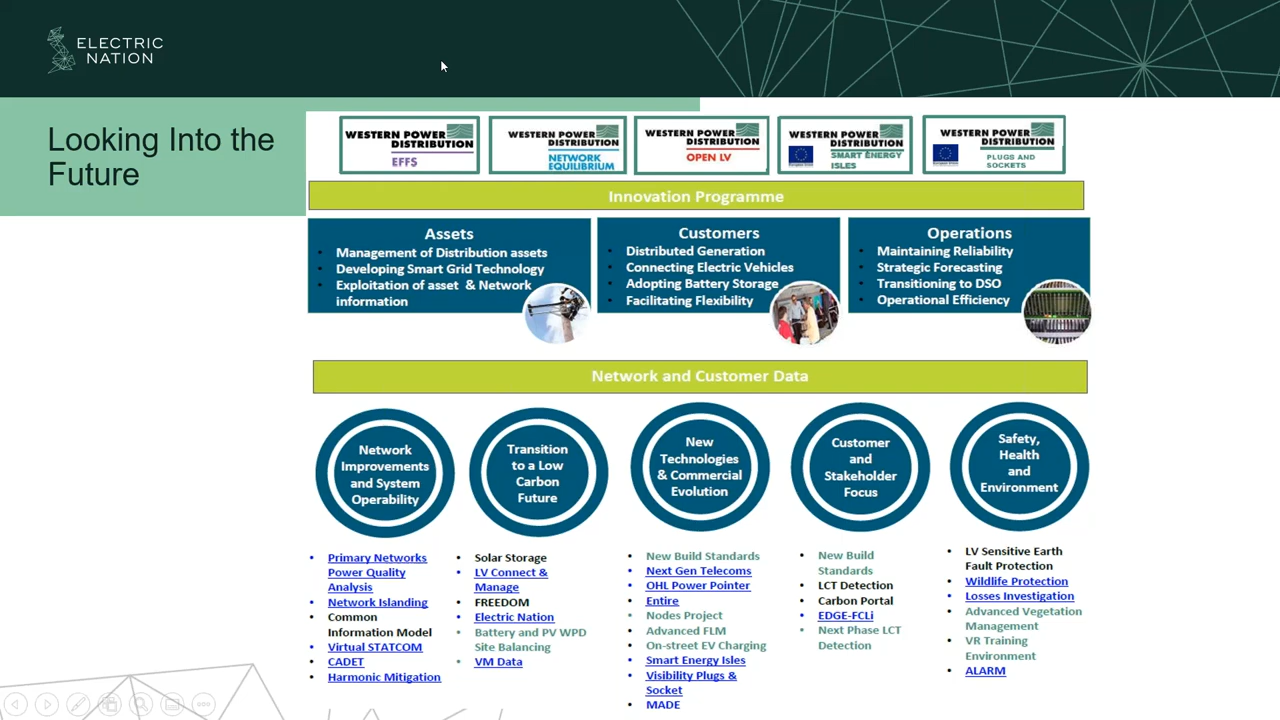 ELECTRIC
NATION
Looking Into the
Future
WESTERN POWER
DISTRIBUTION
EFFS
WESTERN POWER
DISTRIBUTION
NETWORK
EQUILIBRIUM
WESTERN POWER
DISTRIBUTION
OPEN LV
WESTERN POWER
DISTRIBUTION
SMART ENERGY
ISLES
WESTERN POWER
DISTRIBUTION
PLUGS AND
SOCKETS
Innovation Programme
Assets
• Management of Distribution assets
• Developing Smart Grid Technology
• Exploitation of asset & Network
information
Customers
• Distributed Generation
• Connecting Electric Vehicles
• Adopting Battery Storage
• Facilitating Flexibility
Operations
• Maintaining Reliability
• Strategic Forecasting
• Transitioning to DSO
• Operational Efficiency
Network and Customer Data
Network
Improvements
and System
Operability
Transition
to a Low
Carbon
Future
New
Technologies
& Commercial
Evolution
Customer
and
Stakeholder
Focus
Safety,
Health
and
Environment
• Primary Networks
Power Quality
Analysis
• Network Islanding
• Common
Information Model
• Virtual STATCOM
• CADET
• Harmonic Mitigation
• Solar Storage
• LV Connect &
Manage
• FREEDOM
• Electric Nation
• Battery and PV WPD
Site Balancing
• VM Data
• New Build Standards
• Next Gen Telecoms
• OHL Power Pointer
• Entire
• Nodes Project
• Advanced FLM
• On-street EV Charging
• Smart Energy Isles
• Visibility Plugs &
Socket
• MADE
• New Build
Standards
• LCT Detection
• Carbon Portal
• EDGE-FCLi
• Next Phase LCT
Detection
• LV Sensitive Earth
Fault Protection
• Wildlife Protection
• Losses Investigation
• Advanced Vegetation
Management
• VR Training
Environment
• ALARM